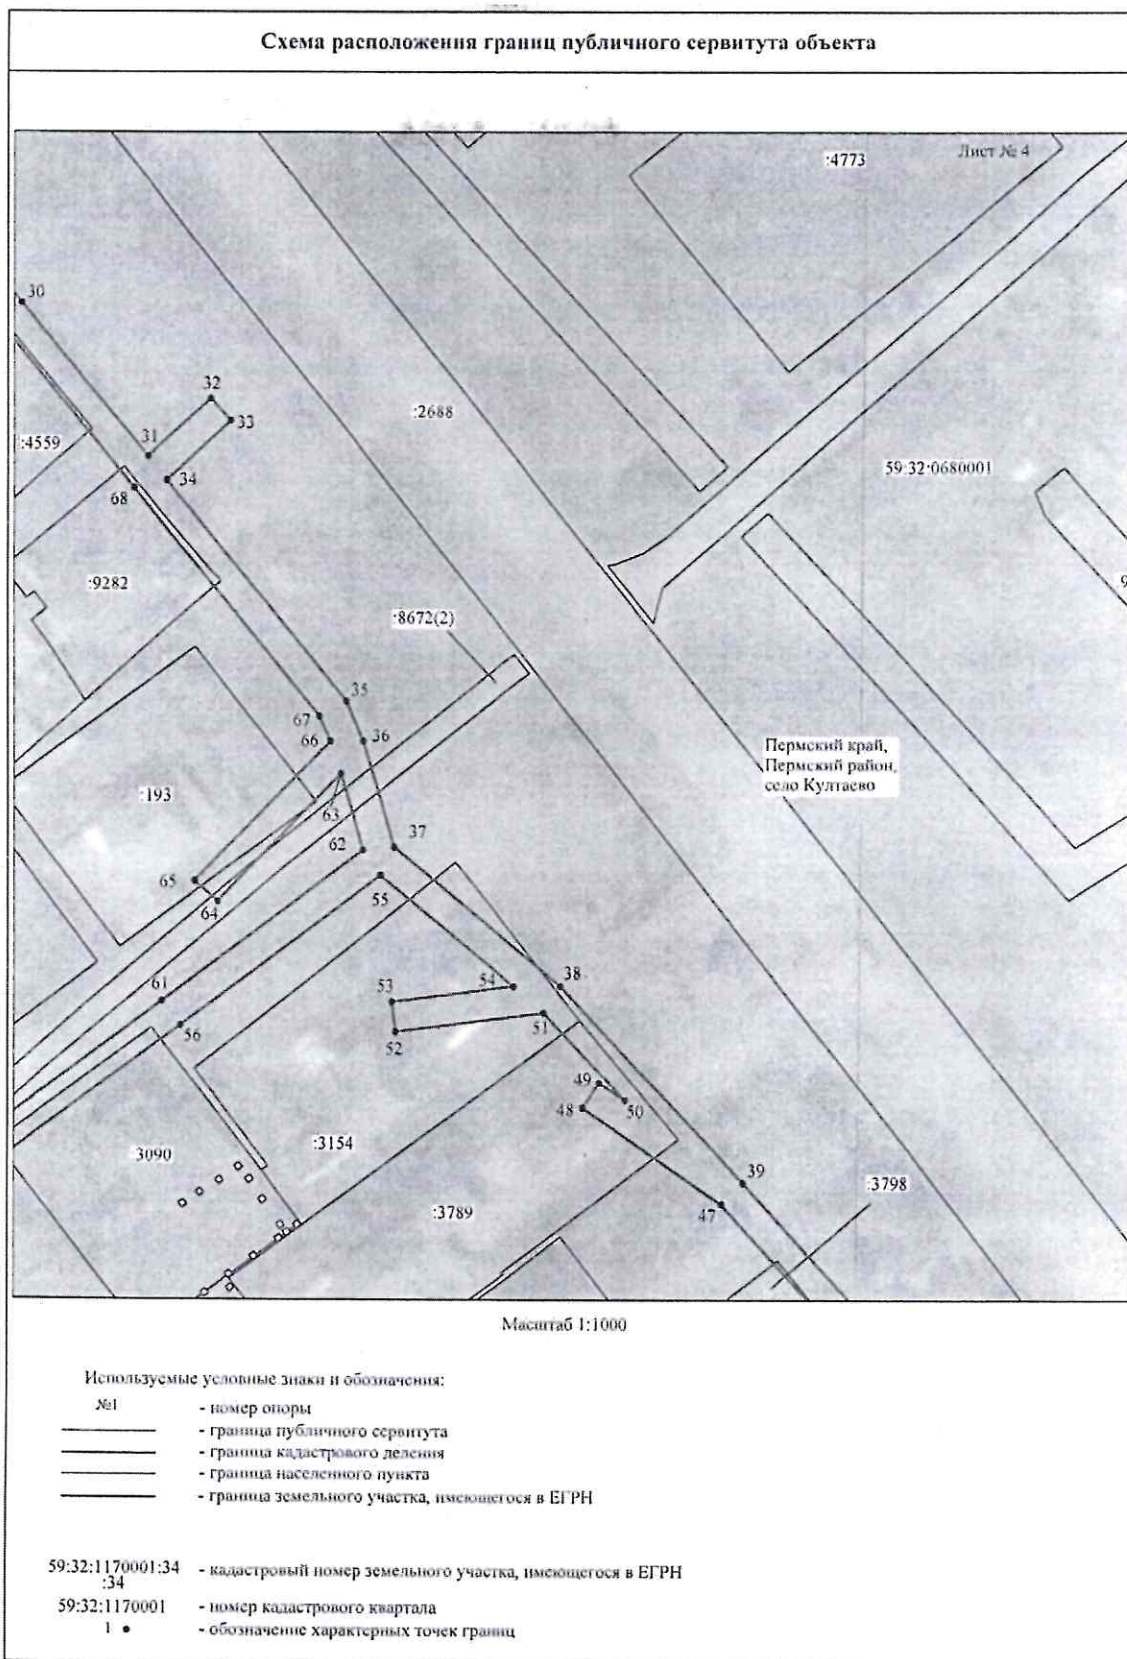 Схема расположения границ публичного сервитута объекта
Лист № 4
:4773
30
32
:2688
33
:4559
31
59:32:0680001
34
68
:9282
:8672(2)
35
67
36
66
Пермский край,
Пермский район,
село Култаево
:193
63
62
37
65
55
64
61
53
54
38
56
52
51
49
48
50
:3154
3090
39
:3798
:3789
47
Масштаб 1:1000
Используемые условные знаки и обозначения:
№1 - номер опоры
- граница публичного сервитута
- граница кадастрового деления
- граница населенного пункта
- граница земельного участка, имеющегося в ЕГРН
59:32:1170001:34 - кадастровый номер земельного участка, имеющегося в ЕГРН
:34
59:32:1170001 - номер кадастрового квартала
1 ● - обозначение характерных точек границ